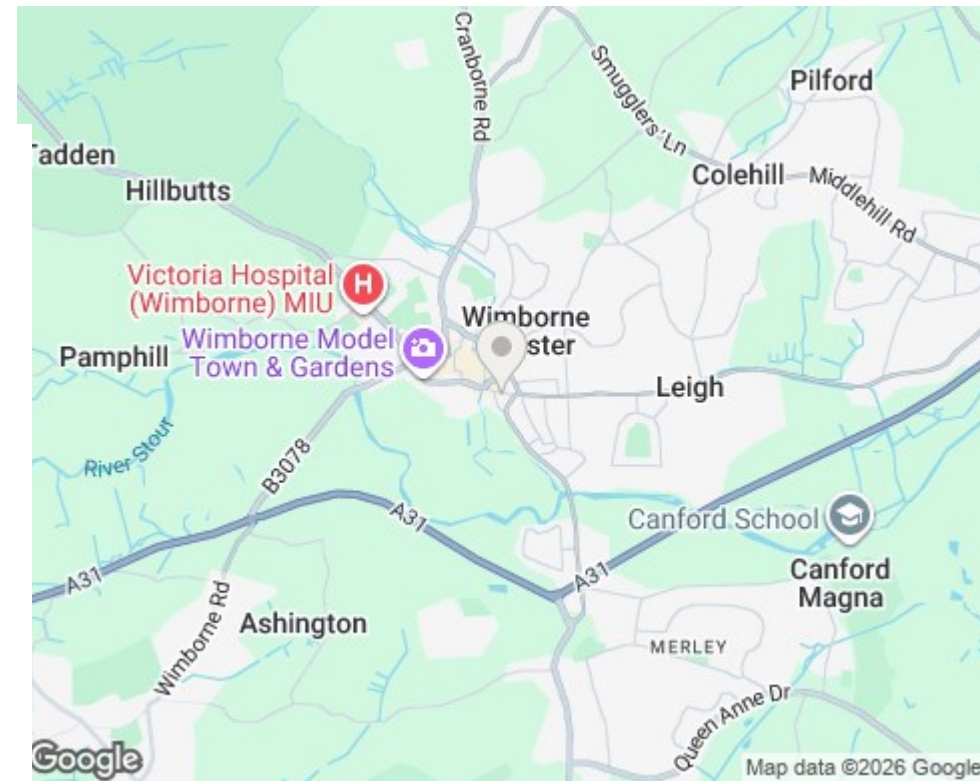 Cranborne Rd
Smugglers' Ln
Pilford
Tadden
Hillbutts
Colehill
Middlehill Rd
Victoria Hospital
(Wimborne) MIU
H
Wimborne
ster
Wimborne Model
Town & Gardens
Pamphill
Leigh
River Stour
B3078
A31
Canford School
A31
A31
Canford
Magna
Wimborne Rd
Ashington
MERLEY
Queen Anne Dr
Google
Map data ©2026 Google